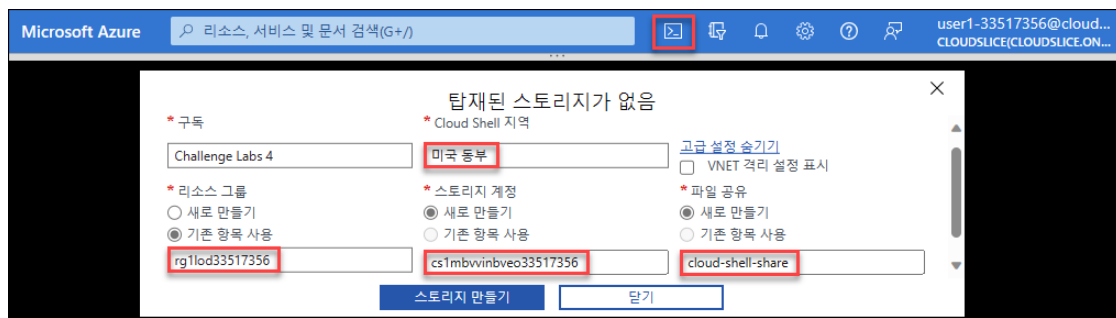 Microsoft Azure
리소스, 서비스 및 문서 검색(G+/)
user1-33517356@cloud...
CLOUDSLICE(CLOUDSLICE.ON...
탑재된 스토리지가 없음
* 구독
* Cloud Shell 지역
Challenge Labs 4
미국 동부
고급 설정 숨기기
VNET 격리 설정 표시
* 리소스 그룹
* 스토리지 계정
* 파일 공유
새로 만들기
새로 만들기
새로 만들기
기존 항목 사용
기존 항목 사용
기존 항목 사용
rg1lod33517356
cs1mbvvinbveo33517356
cloud-shell-share
스토리지 만들기
닫기